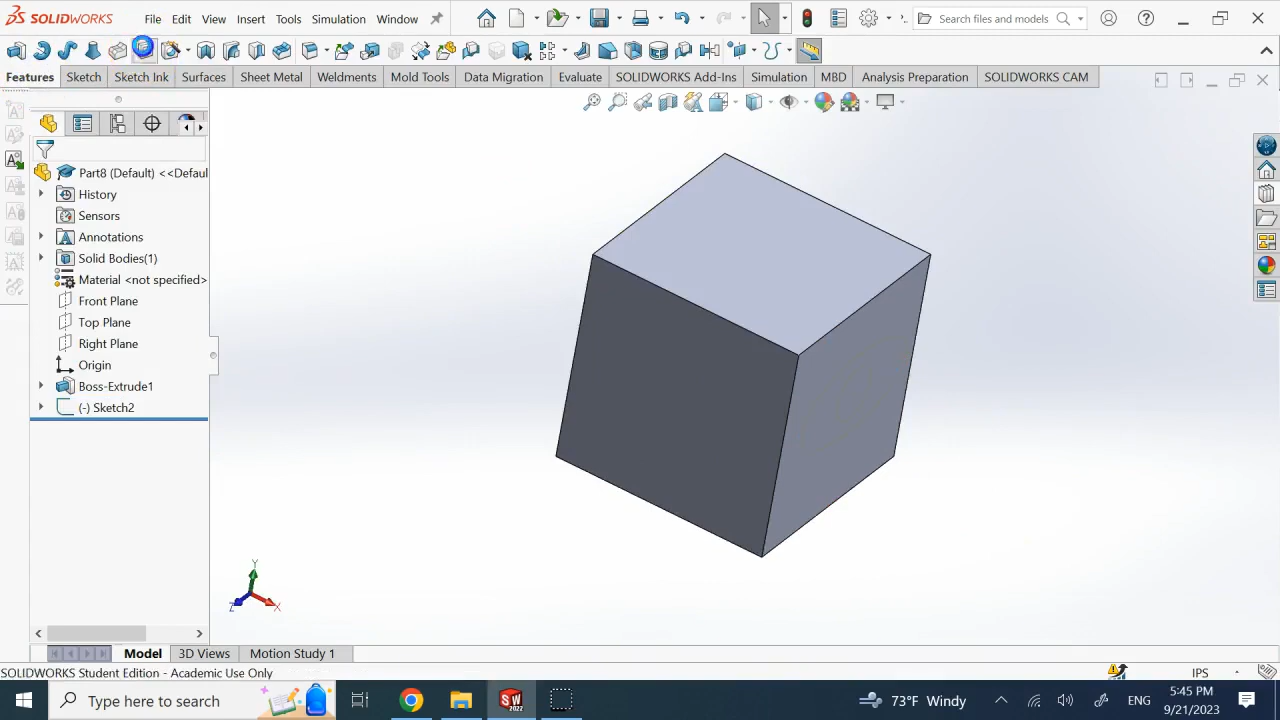 SOLIDWORKS File Edit View Insert Tools Simulation Window Search files and models
Features Sketch Sketch Ink Surfaces Sheet Metal Weldments Mold Tools Data Migration Evaluate SOLIDWORKS Add-Ins Simulation MBD Analysis Preparation SOLIDWORKS CAM
Part8 (Default) <<Defaul
History
Sensors
Annotations
Solid Bodies(1)
Material <not specified>
Front Plane
Top Plane
Right Plane
Origin
Boss-Extrude1
(-) Sketch2
Y
Z X
Model 3D Views Motion Study 1
SOLIDWORKS Student Edition - Academic Use Only IPS
Type here to search SW 2022 73°F Windy ENG 5:45 PM
9/21/2023